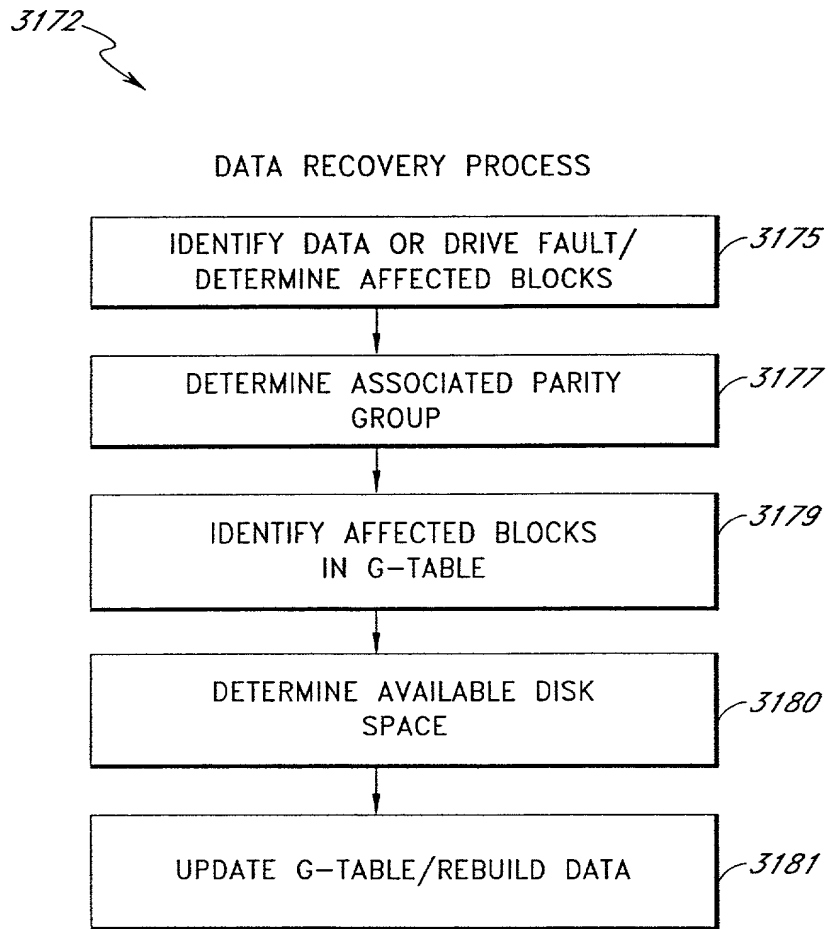 3172
DATA RECOVERY PROCESS
IDENTIFY DATA OR DRIVE FAULT/
DETERMINE AFFECTED BLOCKS
3175
DETERMINE ASSOCIATED PARITY
GROUP
3177
IDENTIFY AFFECTED BLOCKS
IN G-TABLE
3179
DETERMINE AVAILABLE DISK
SPACE
3180
UPDATE G-TABLE/REBUILD DATA
3181